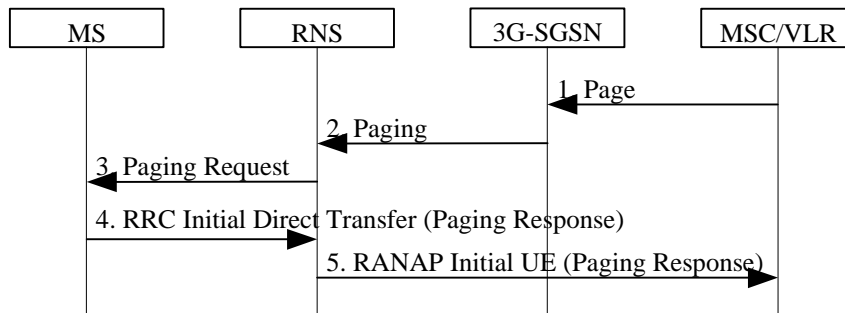 MS RNS 3G-SGSN MSC/VLR
1. Page
2. Paging
3. Paging Request
4. RRC Initial Direct Transfer (Paging Response)
5. RANAP Initial UE (Paging Response)